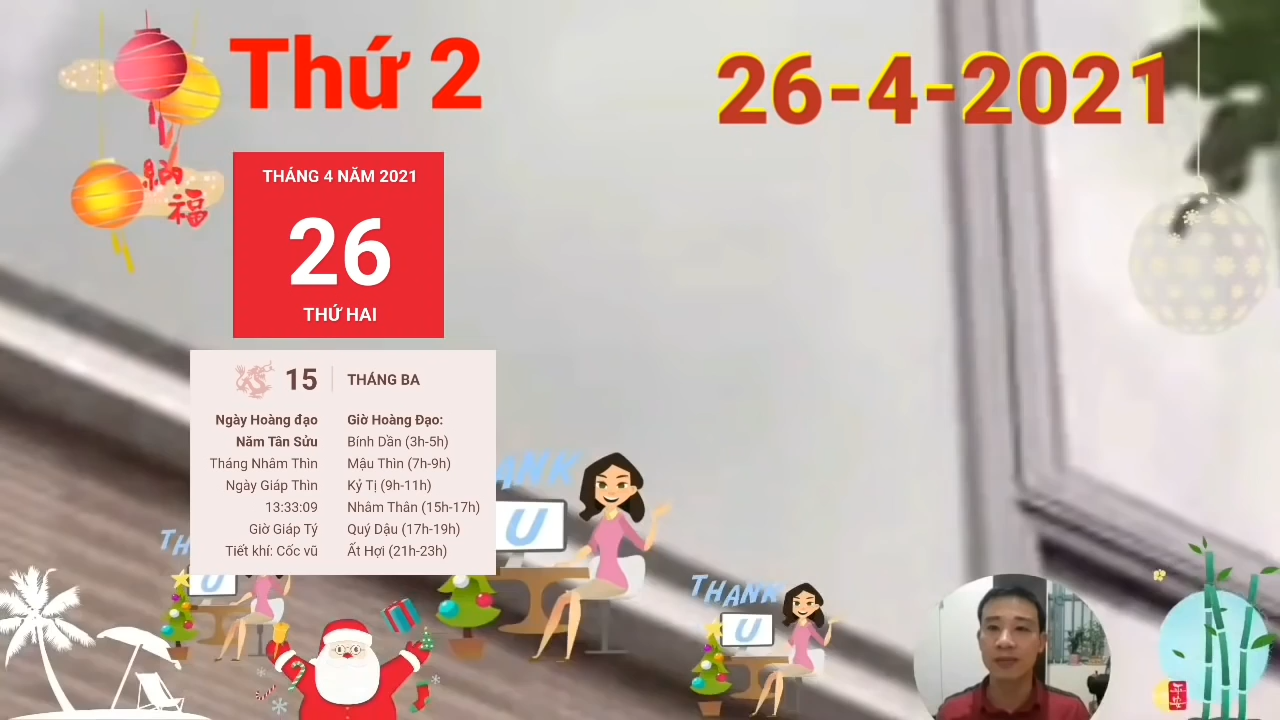 Thứ 2
26-4-2021
納
福
THÁNG 4 NĂM 2021
26
THỨ HAI
15
THÁNG BA
Ngày Hoàng đạo
Năm Tân Sửu
Tháng Nhâm Thìn
Ngày Giáp Thìn
13:33:09
Giờ Giáp Tý
Tiết khí: Cốc vũ
Giờ Hoàng Đạo:
Bính Dần (3h-5h)
Mậu Thìn (7h-9h)
Kỷ Tị (9h-11h)
Nhâm Thân (15h-17h)
Quý Dậu (17h-19h)
Ất Hợi (21h-23h)
ANK
U
TH
U
THANK
U